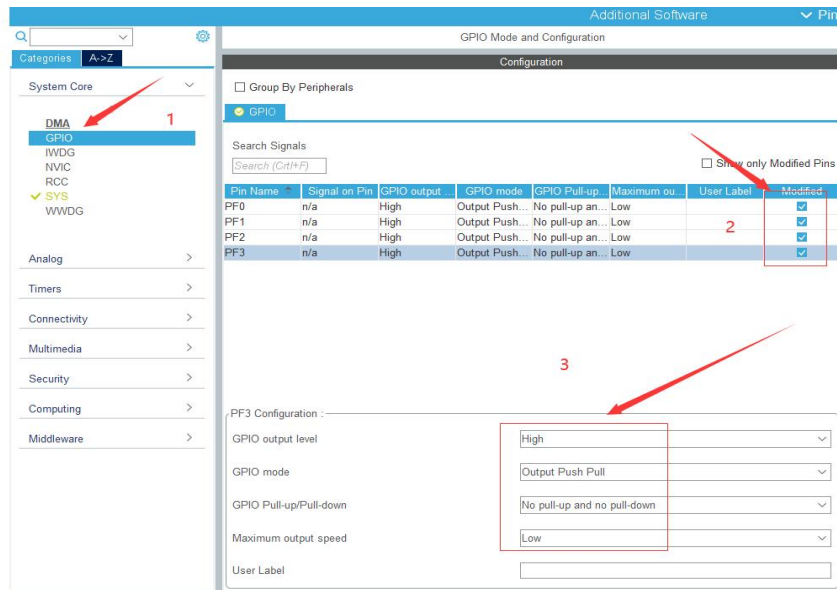 Additional Software
Pin
GPIO Mode and Configuration
Categories A->Z
Configuration
System Core
Group By Peripherals
GPIO
DMA
1
GPIO
IWDG
NVIC
RCC
SYS
WWDG
Search Signals
Search (Crtl+F)
Show only Modified Pins
Pin Name Signal on Pin GPIO output ... GPIO mode GPIO Pull-up... Maximum ou... User Label Modified
PF0 n/a High Output Push... No pull-up an... Low
PF1 n/a High Output Push... No pull-up an... Low
PF2 n/a High Output Push... No pull-up an... Low
PF3 n/a High Output Push... No pull-up an... Low
2
Analog
Timers
Connectivity
Multimedia
Security
Computing
Middleware
3
PF3 Configuration :
GPIO output level High
GPIO mode Output Push Pull
GPIO Pull-up/Pull-down No pull-up and no pull-down
Maximum output speed Low
User Label